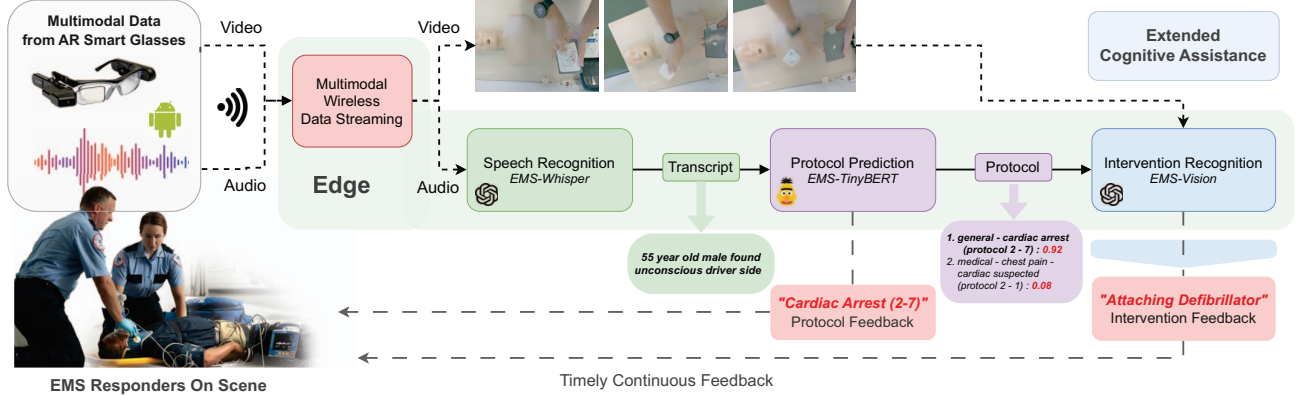 Multimodal Data
from AR Smart Glasses
Video
Audio
Multimodal
Wireless
Data Streaming
Edge
Video
Audio
Extended
Cognitive Assistance
Speech Recognition
EMS-Whisper
Transcript
Protocol Prediction
EMS-TinyBERT
Protocol
Intervention Recognition
EMS-Vision
55 year old male found
unconscious driver side
1. general - cardiac arrest
(protocol 2 - 7) : 0.92
2. medical - chest pain -
cardiac suspected
(protocol 2 - 1) : 0.08
"Cardiac Arrest (2-7)"
Protocol Feedback
"Attaching Defibrillator"
Intervention Feedback
EMS Responders On Scene
Timely Continuous Feedback